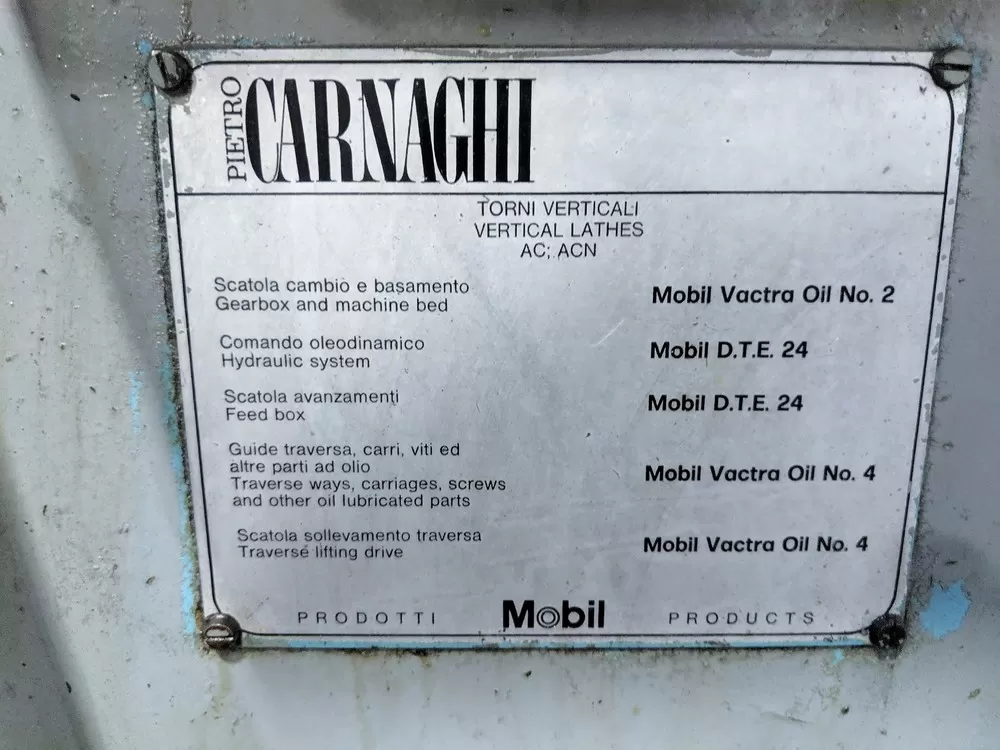 PIETRO CARNAGHI
TORNI VERTICALI
VERTICAL LATHES
AC; ACN
Scatola cambio e basamento
Gearbox and machine bed
Mobil Vactra Oil No. 2
Comando oleodinamico
Hydraulic system
Mobil D.T.E. 24
Scatola avanzamenti
Feed box
Mobil D.T.E. 24
Guide traversa, carri, viti ed
altre parti ad olio
Traverse ways, carriages, screws
and other oil lubricated parts
Mobil Vactra Oil No. 4
Scatola sollevamento traversa
Traverse lifting drive
Mobil Vactra Oil No. 4
PRODOTTI Mobil PRODUCTS